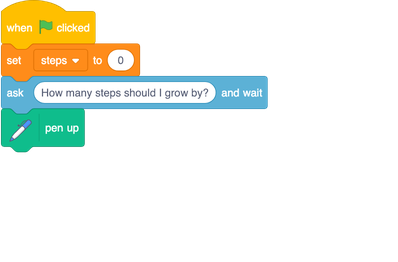 when clicked
set steps to 0
ask How many steps should I grow by? and wait
pen up